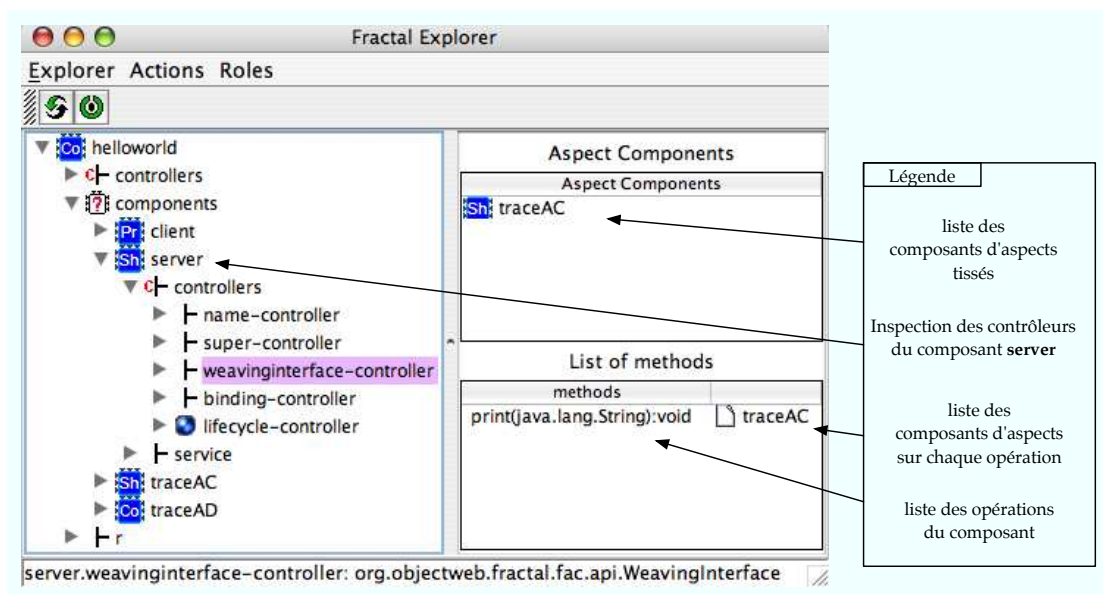 Fractal Explorer
Explorer Actions Roles
Co helloworld
C controllers
? components
Pr client
Sh server
C controllers
name-controller
super-controller
weavinginterface-controller
binding-controller
lifecycle-controller
service
Sh traceAC
Co traceAD
r
Aspect Components
Aspect Components
Sh traceAC
List of methods
methods
print(java.lang.String):void traceAC
server.weavinginterface-controller: org.objectweb.fractal.fac.api.WeavingInterface
Légende
liste des
composants d'aspects
tissés
Inspection des contrôleurs
du composant server
liste des
composants d'aspects
sur chaque opération
liste des opérations
du composant